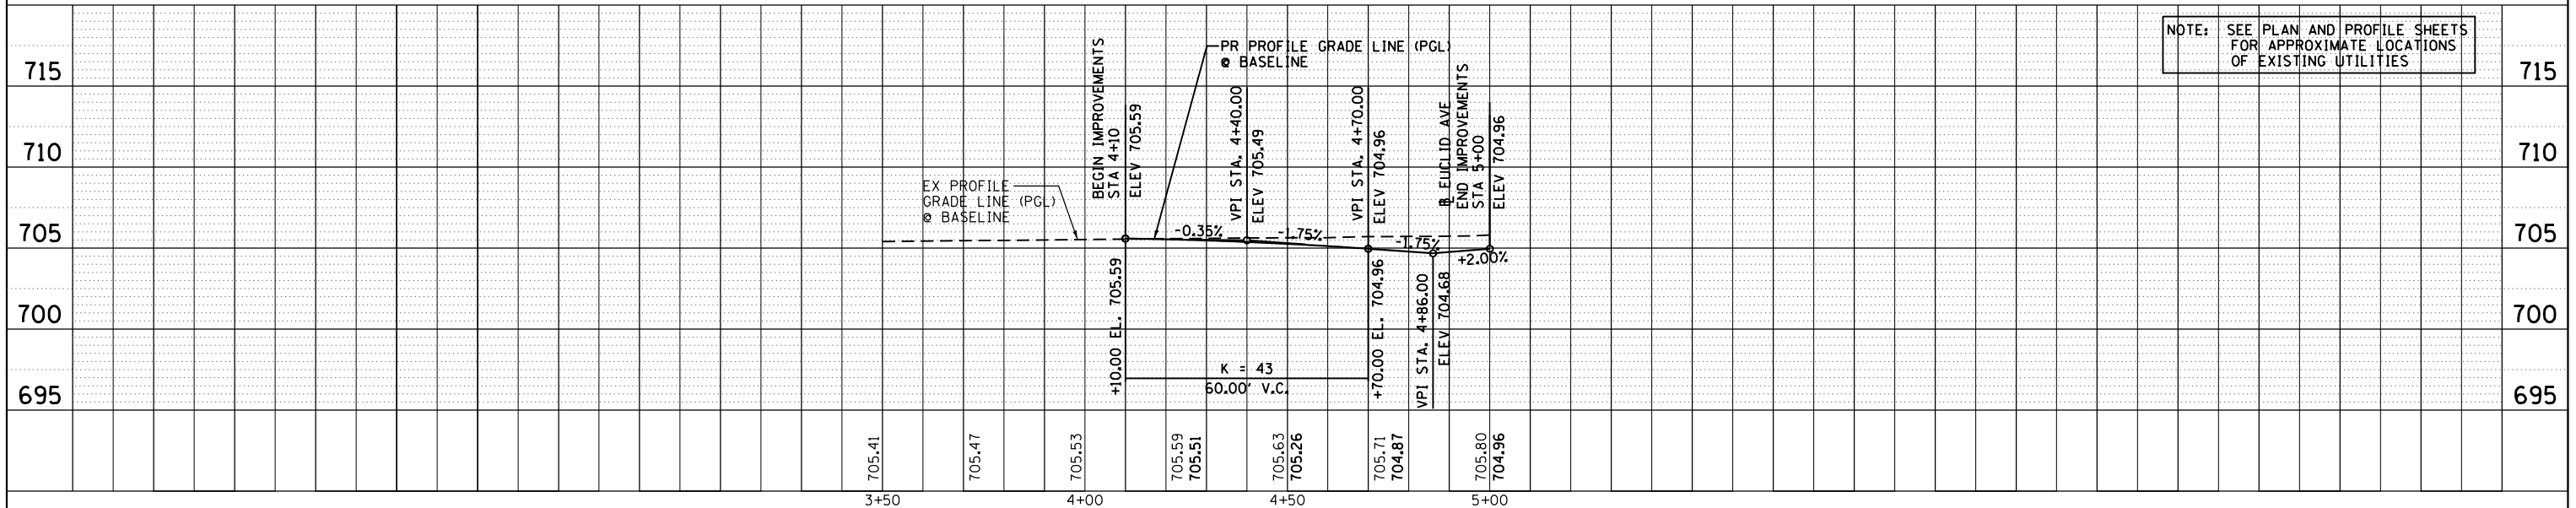 NOTE: SEE PLAN AND PROFILE SHEETS
FOR APPROXIMATE LOCATIONS
OF EXISTING UTILITIES
PR PROFILE GRADE LINE (PGL)
@ BASELINE
715
715
710
710
705
705
700
700
695
695
EX PROFILE
GRADE LINE (PGL)
@ BASELINE
BEGIN IMPROVEMENTS
STA 4+10
ELEV 705.59
VPI STA. 4+40.00
ELEV 705.49
VPI STA. 4+70.00
ELEV 704.96
EUCLID AVE
END IMPROVEMENTS
STA 5+00
ELEV 704.96
-0.35%
-1.75%
-1.75%
+2.00%
+10.00 EL. 705.59
+70.00 EL. 704.96
VPI STA. 4+86.00
ELEV 704.68
K = 43
60.00' V.C.
705.41
705.47
705.53
705.59
705.51
705.63
705.26
705.71
704.87
705.80
704.96
3+50
4+00
4+50
5+00